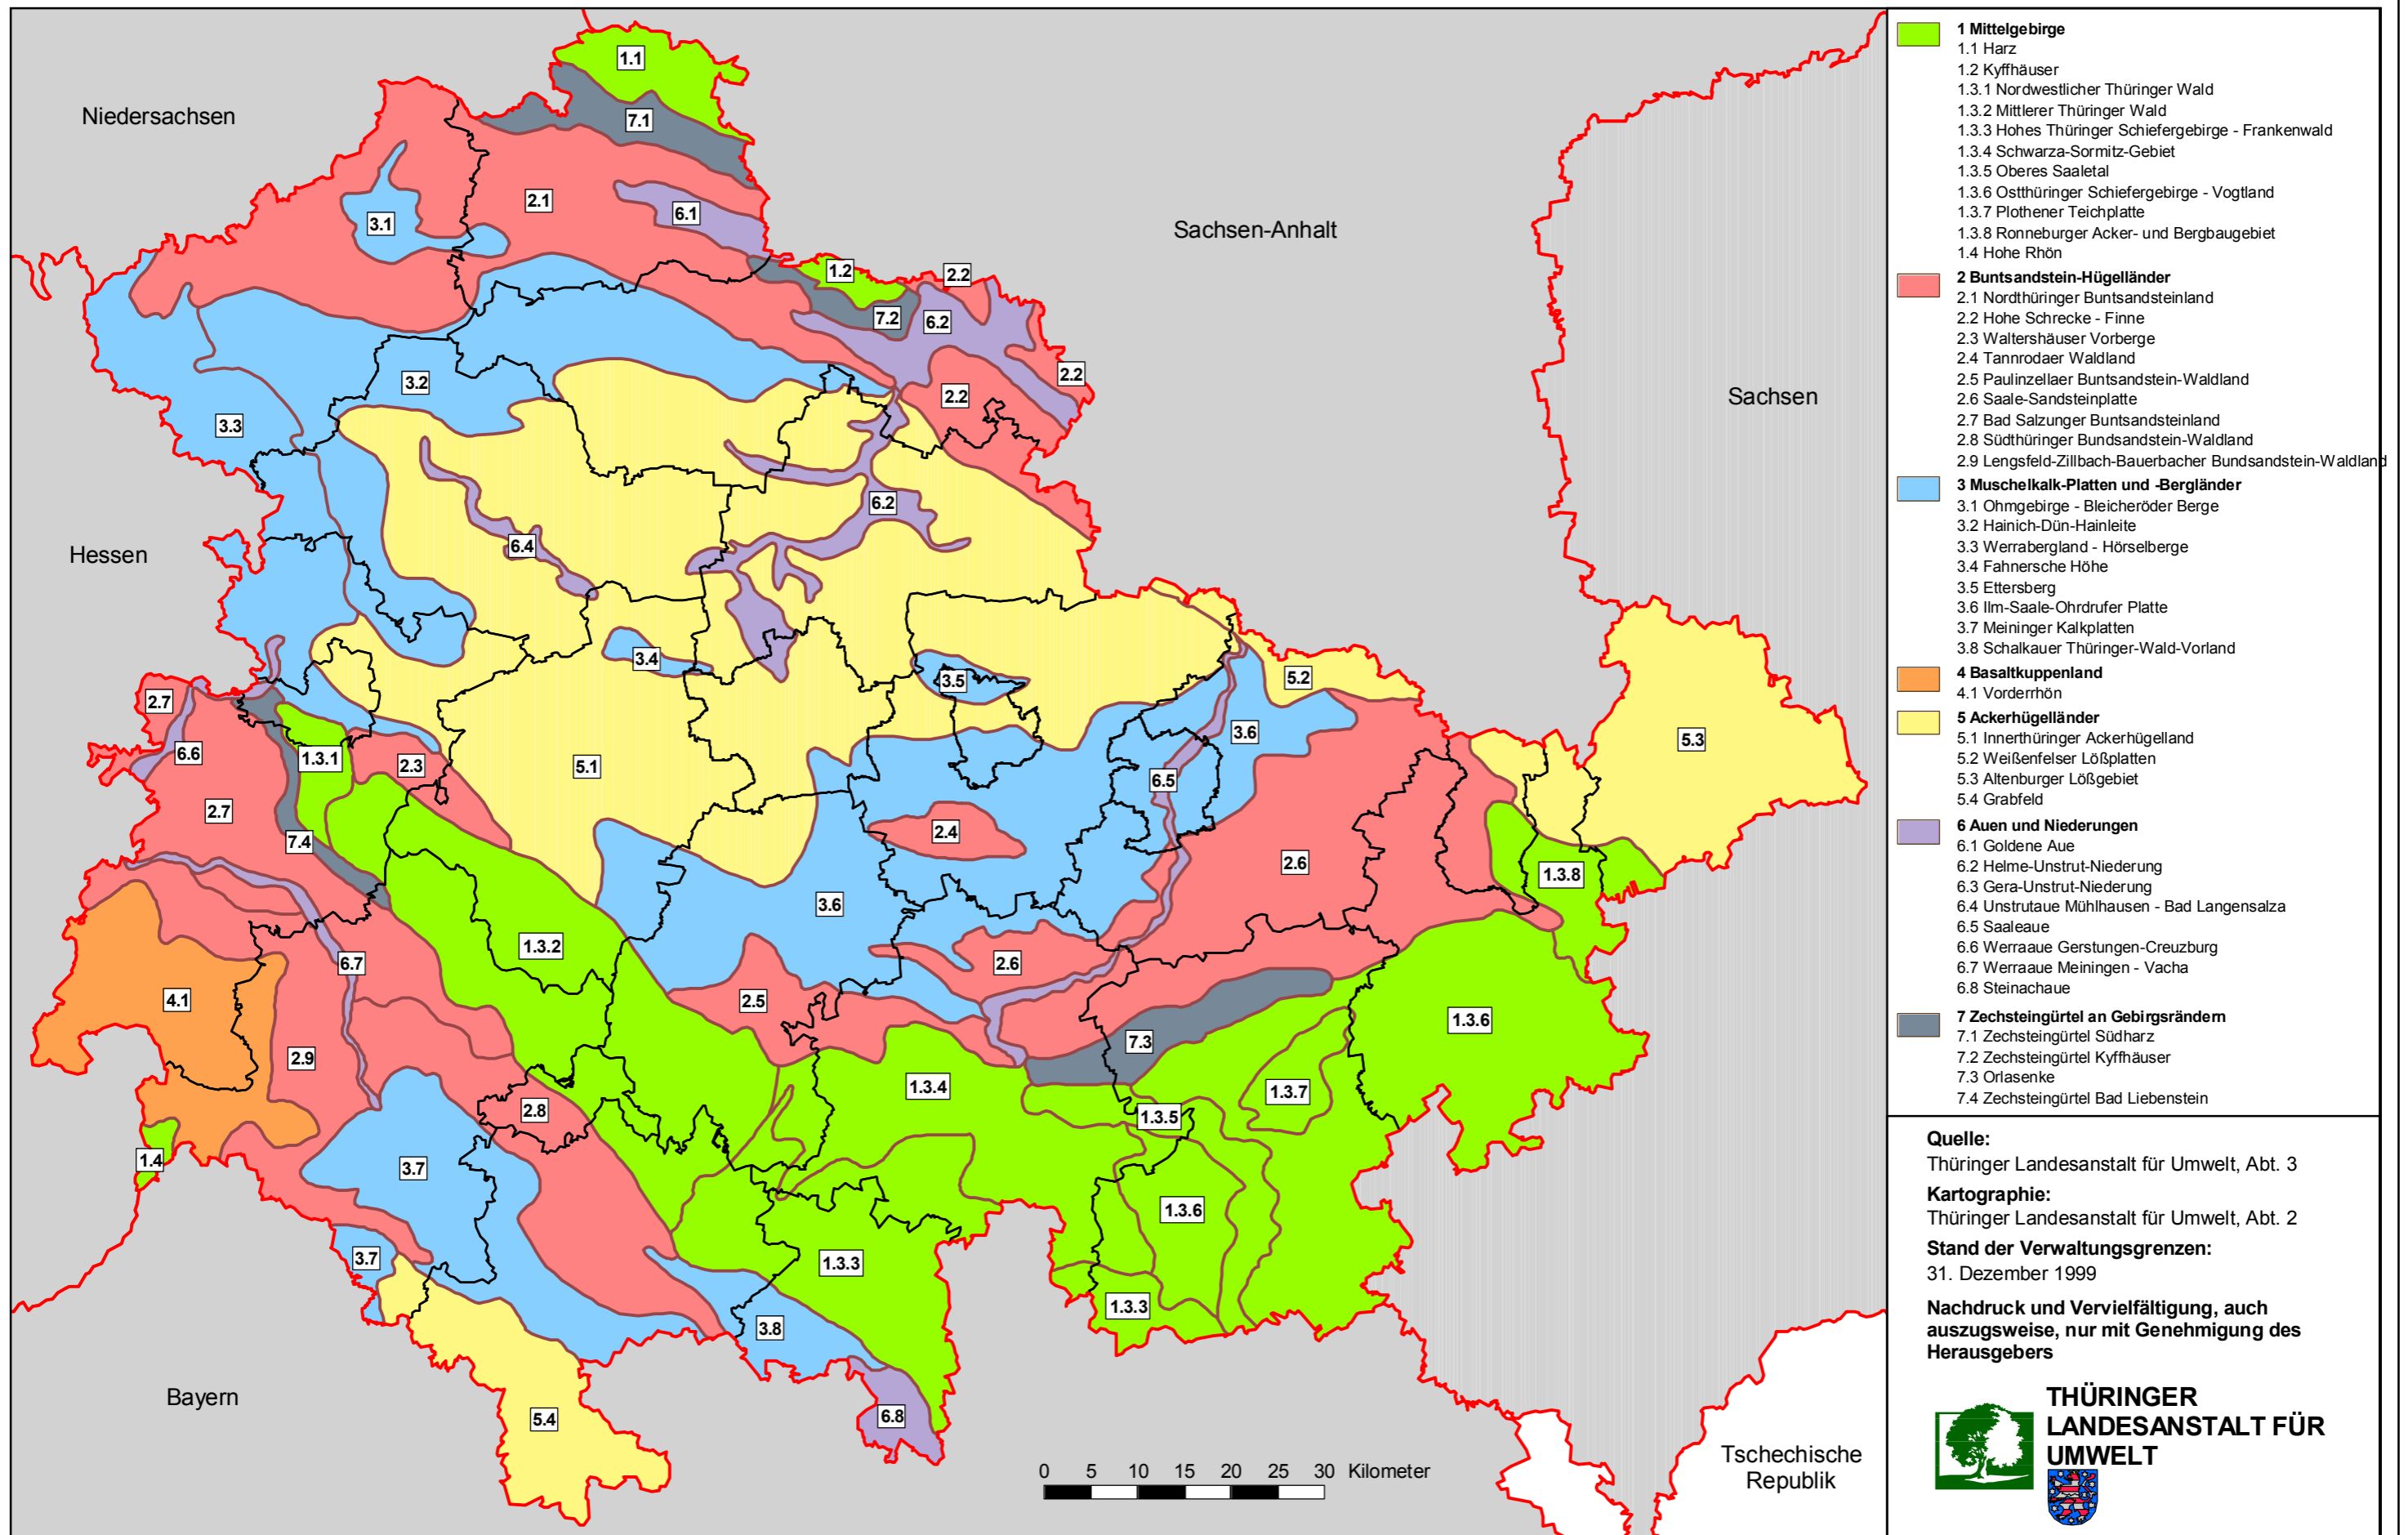 Niedersachsen
Sachsen-Anhalt
Sachsen
Hessen
Bayern
Tschechische
Republik
1.1
7.1
2.1
6.1
3.1
1.2
2.2
7.2
6.2
2.2
2.2
3.2
3.3
6.2
6.4
3.4
3.5
5.2
2.7
6.6
1.3.1
2.3
5.1
3.6
6.5
5.3
2.7
7.4
2.4
2.6
1.3.8
3.6
1.3.2
6.7
2.6
4.1
2.5
1.3.6
2.9
7.3
1.3.4
1.3.7
2.8
1.3.5
1.4
3.7
1.3.6
3.7
1.3.3
1.3.3
3.8
5.4
6.8
0 5 10 15 20 25 30 Kilometer
1 Mittelgebirge
1.1 Harz
1.2 Kyffhäuser
1.3.1 Nordwestlicher Thüringer Wald
1.3.2 Mittlerer Thüringer Wald
1.3.3 Hohes Thüringer Schiefergebirge - Frankenwald
1.3.4 Schwarza-Sormitz-Gebiet
1.3.5 Oberes Saaletal
1.3.6 Ostthüringer Schiefergebirge - Vogtland
1.3.7 Plothener Teichplatte
1.3.8 Ronneburger Acker- und Bergbaugebiet
1.4 Hohe Rhön
2 Buntsandstein-Hügelländer
2.1 Nordthüringer Buntsandsteinland
2.2 Hohe Schrecke - Finne
2.3 Waltershäuser Vorberge
2.4 Tannrodaer Waldland
2.5 Paulinzellaer Buntsandstein-Waldland
2.6 Saale-Sandsteinplatte
2.7 Bad Salzunger Buntsandsteinland
2.8 Südthüringer Bundsandstein-Waldland
2.9 Lengsfeld-Zillbach-Bauerbacher Bundsandstein-Waldland
3 Muschelkalk-Platten und -Bergländer
3.1 Ohmgebirge - Bleicheröder Berge
3.2 Hainich-Dün-Hainleite
3.3 Werrabergland - Hörselberge
3.4 Fahnersche Höhe
3.5 Ettersberg
3.6 Ilm-Saale-Ohrdrufer Platte
3.7 Meininger Kalkplatten
3.8 Schalkauer Thüringer-Wald-Vorland
4 Basaltkuppenland
4.1 Vorderrhön
5 Ackerhügelländer
5.1 Innerthüringer Ackerhügelland
5.2 Weißenfelser Lößplatten
5.3 Altenburger Lößgebiet
5.4 Grabfeld
6 Auen und Niederungen
6.1 Goldene Aue
6.2 Helme-Unstrut-Niederung
6.3 Gera-Unstrut-Niederung
6.4 Unstrutaue Mühlhausen - Bad Langensalza
6.5 Saaleaue
6.6 Werraaue Gerstungen-Creuzburg
6.7 Werraaue Meiningen - Vacha
6.8 Steinachaue
7 Zechsteingürtel an Gebirgsrändern
7.1 Zechsteingürtel Südharz
7.2 Zechsteingürtel Kyffhäuser
7.3 Orlasenke
7.4 Zechsteingürtel Bad Liebenstein
Quelle:
Thüringer Landesanstalt für Umwelt, Abt. 3
Kartographie:
Thüringer Landesanstalt für Umwelt, Abt. 2
Stand der Verwaltungsgrenzen:
31. Dezember 1999
Nachdruck und Vervielfältigung, auch
auszugsweise, nur mit Genehmigung des
Herausgebers
THÜRINGER
LANDESANSTALT FÜR
UMWELT